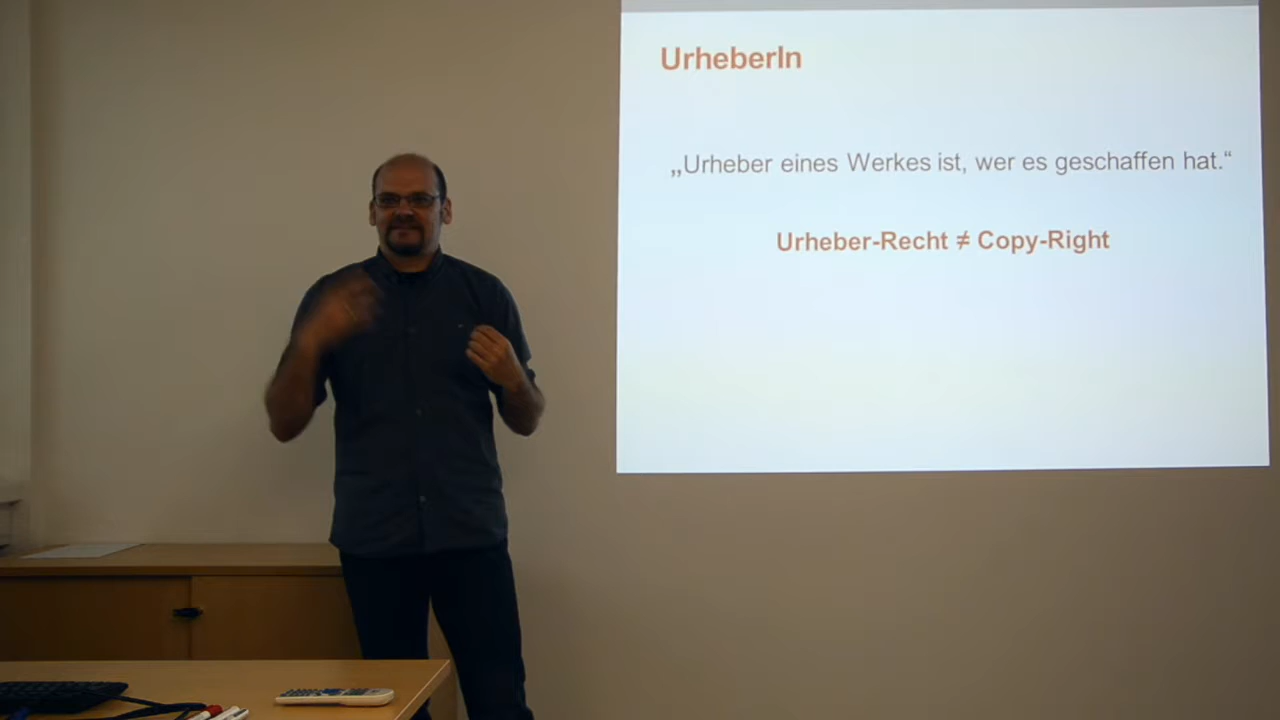 UrheberIn
„Urheber eines Werkes ist, wer es geschaffen hat.“
Urheber-Recht ≠ Copy-Right